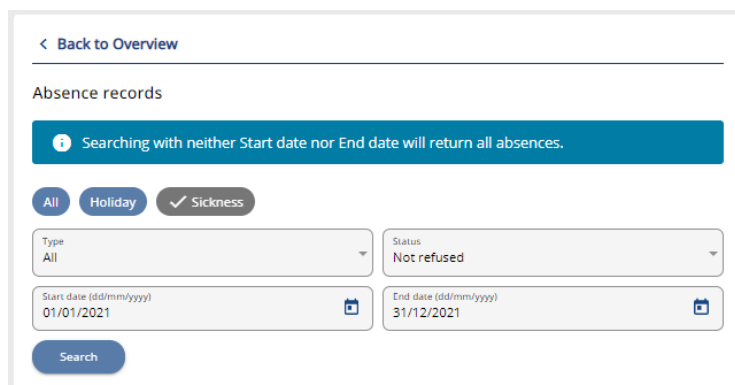 Back to Overview
Absence records
Searching with neither Start date nor End date will return all absences.
All Holiday Sickness
Type Status
All Not refused
Start date (dd/mm/yyyy) End date (dd/mm/yyyy)
01/01/2021 31/12/2021
Search